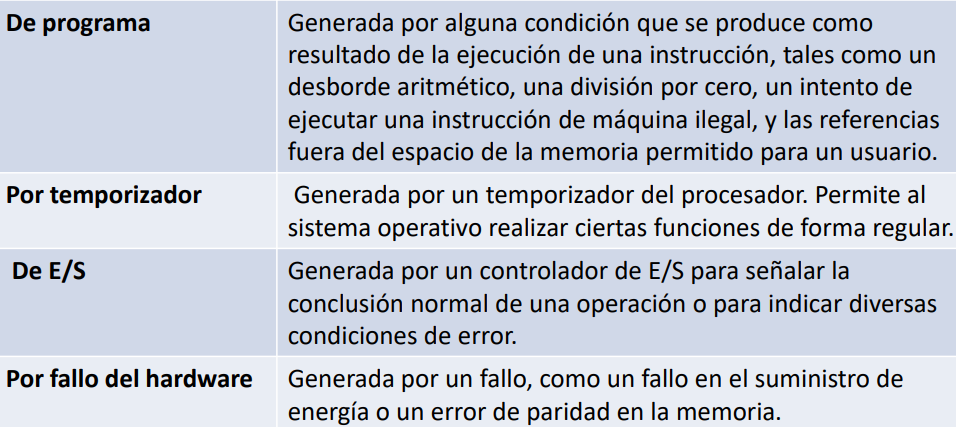 De programa
Generada por alguna condición que se produce como
resultado de la ejecución de una instrucción, tales como un
desborde aritmético, una división por cero, un intento de
ejecutar una instrucción de máquina ilegal, y las referencias
fuera del espacio de la memoria permitido para un usuario.
Por temporizador
Generada por un temporizador del procesador. Permite al
sistema operativo realizar ciertas funciones de forma regular.
De E/S
Generada por un controlador de E/S para señalar la
conclusión normal de una operación o para indicar diversas
condiciones de error.
Por fallo del hardware
Generada por un fallo, como un fallo en el suministro de
energía o un error de paridad en la memoria.